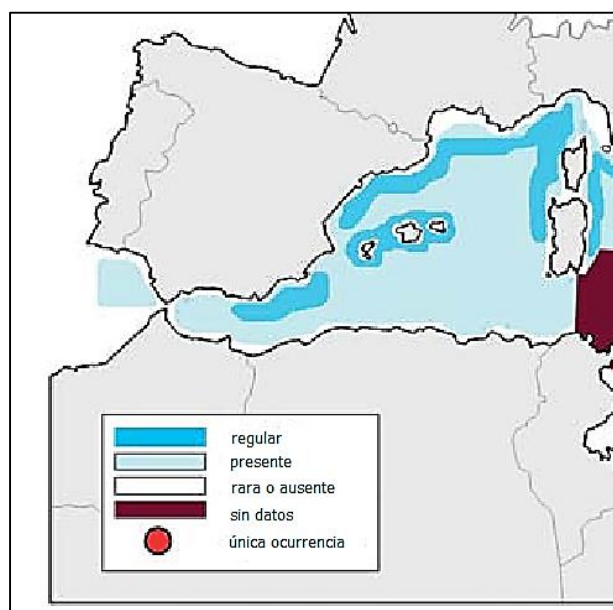 regular
presente
rara o ausente
sin datos
única ocurrencia